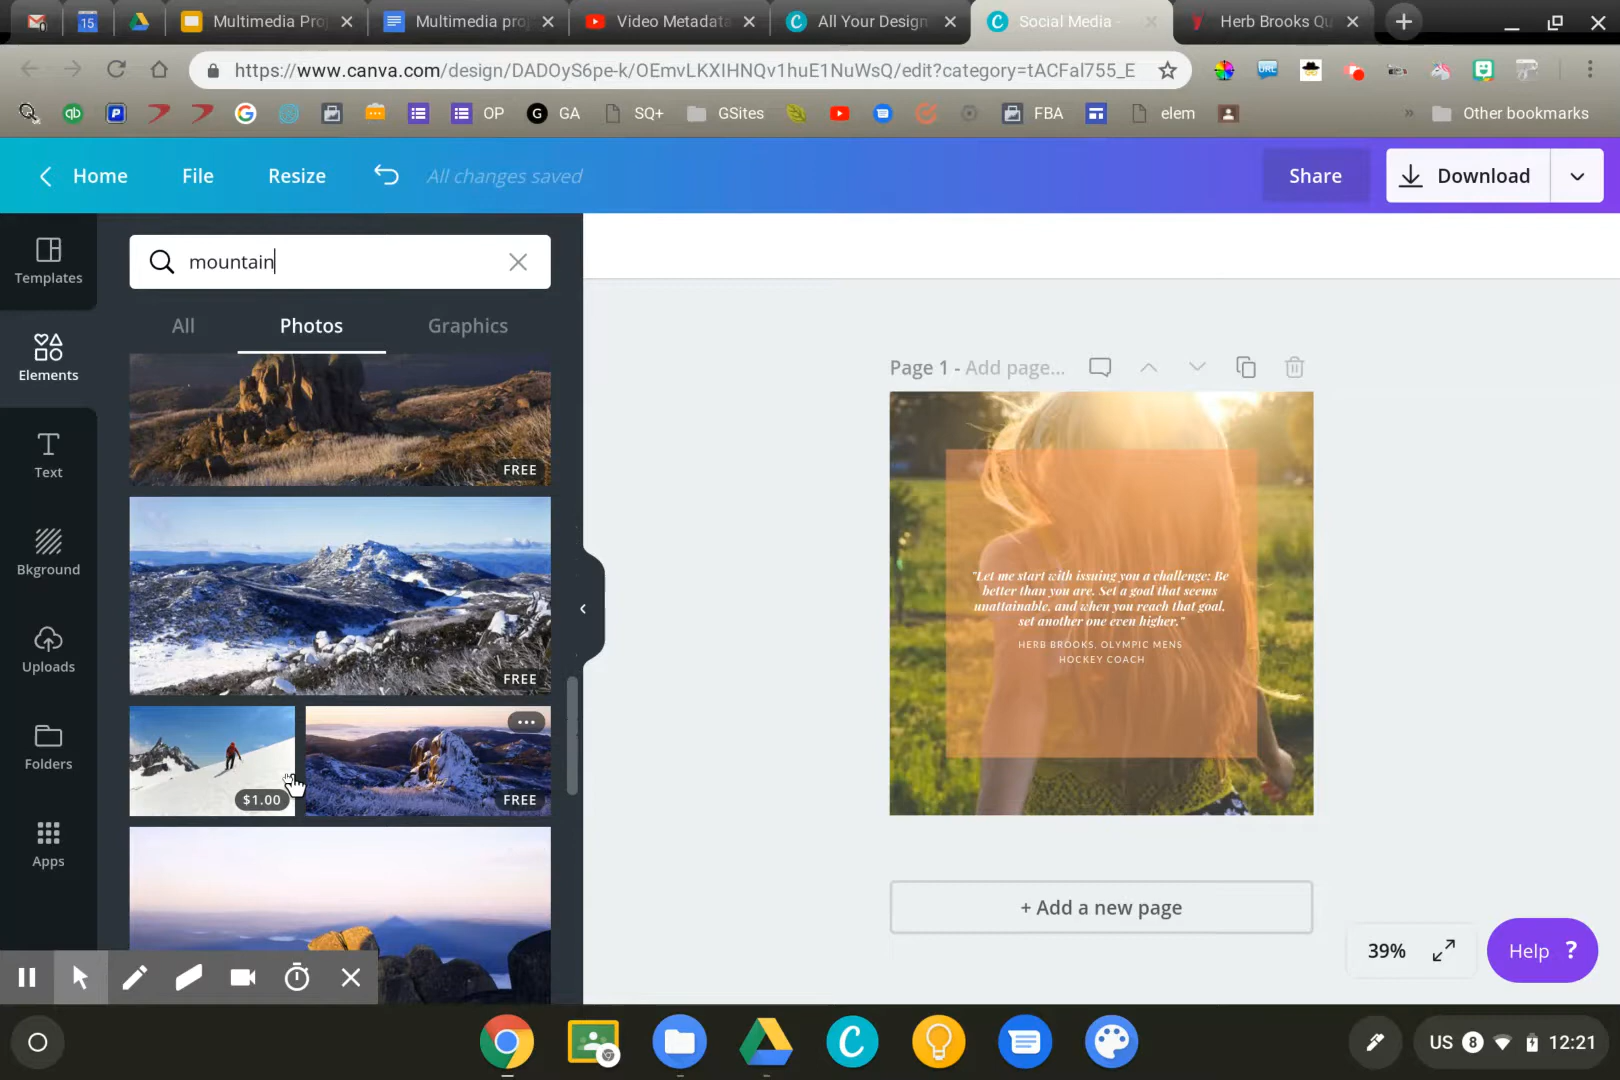 Multimedia Pro
Multimedia proj
Video Metadata
All Your Design
Social Media -
Herb Brooks Qu
https://www.canva.com/design/DADOyS6pe-k/OEmvLKXIHNQv1huE1NuWsQ/edit?category=tACFal755_E
OP
GA
SQ+
GSites
FBA
elem
»
Other bookmarks
Home
File
Resize
All changes saved
Share
Download
Templates
Elements
Text
Bkground
Uploads
Folders
Apps
mountain
All
Photos
Graphics
FREE
FREE
$1.00
FREE
Page 1 - Add page...
"Let me start with issuing you a challenge: Be
better than you are. Set a goal that seems
unattainable, and when you reach that goal,
set another one even higher."
HERB BROOKS, OLYMPIC MENS
HOCKEY COACH
+ Add a new page
39%
Help ?
US 8 12:21